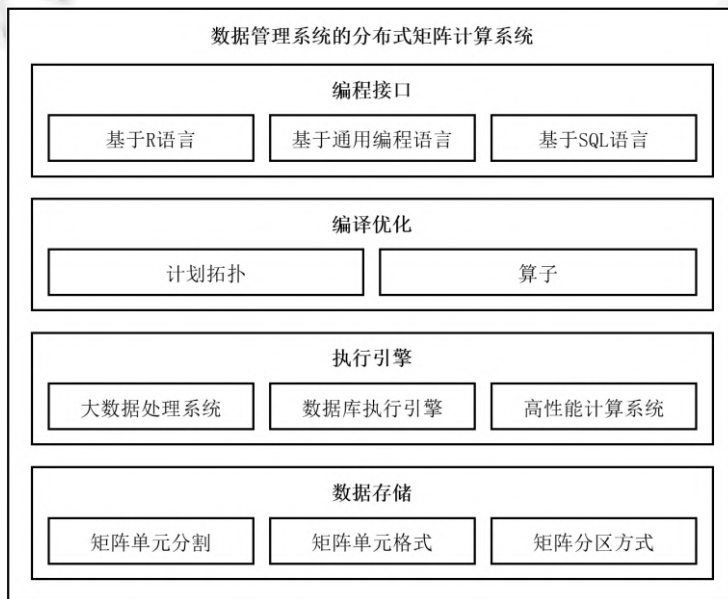 数据管理系统的分布式矩阵计算系统
编程接口
基于R语言
基于通用编程语言
基于SQL语言
编译优化
计划拓扑
算子
执行引擎
大数据处理系统
数据库执行引擎
高性能计算系统
数据存储
矩阵单元分割
矩阵单元格式
矩阵分区方式